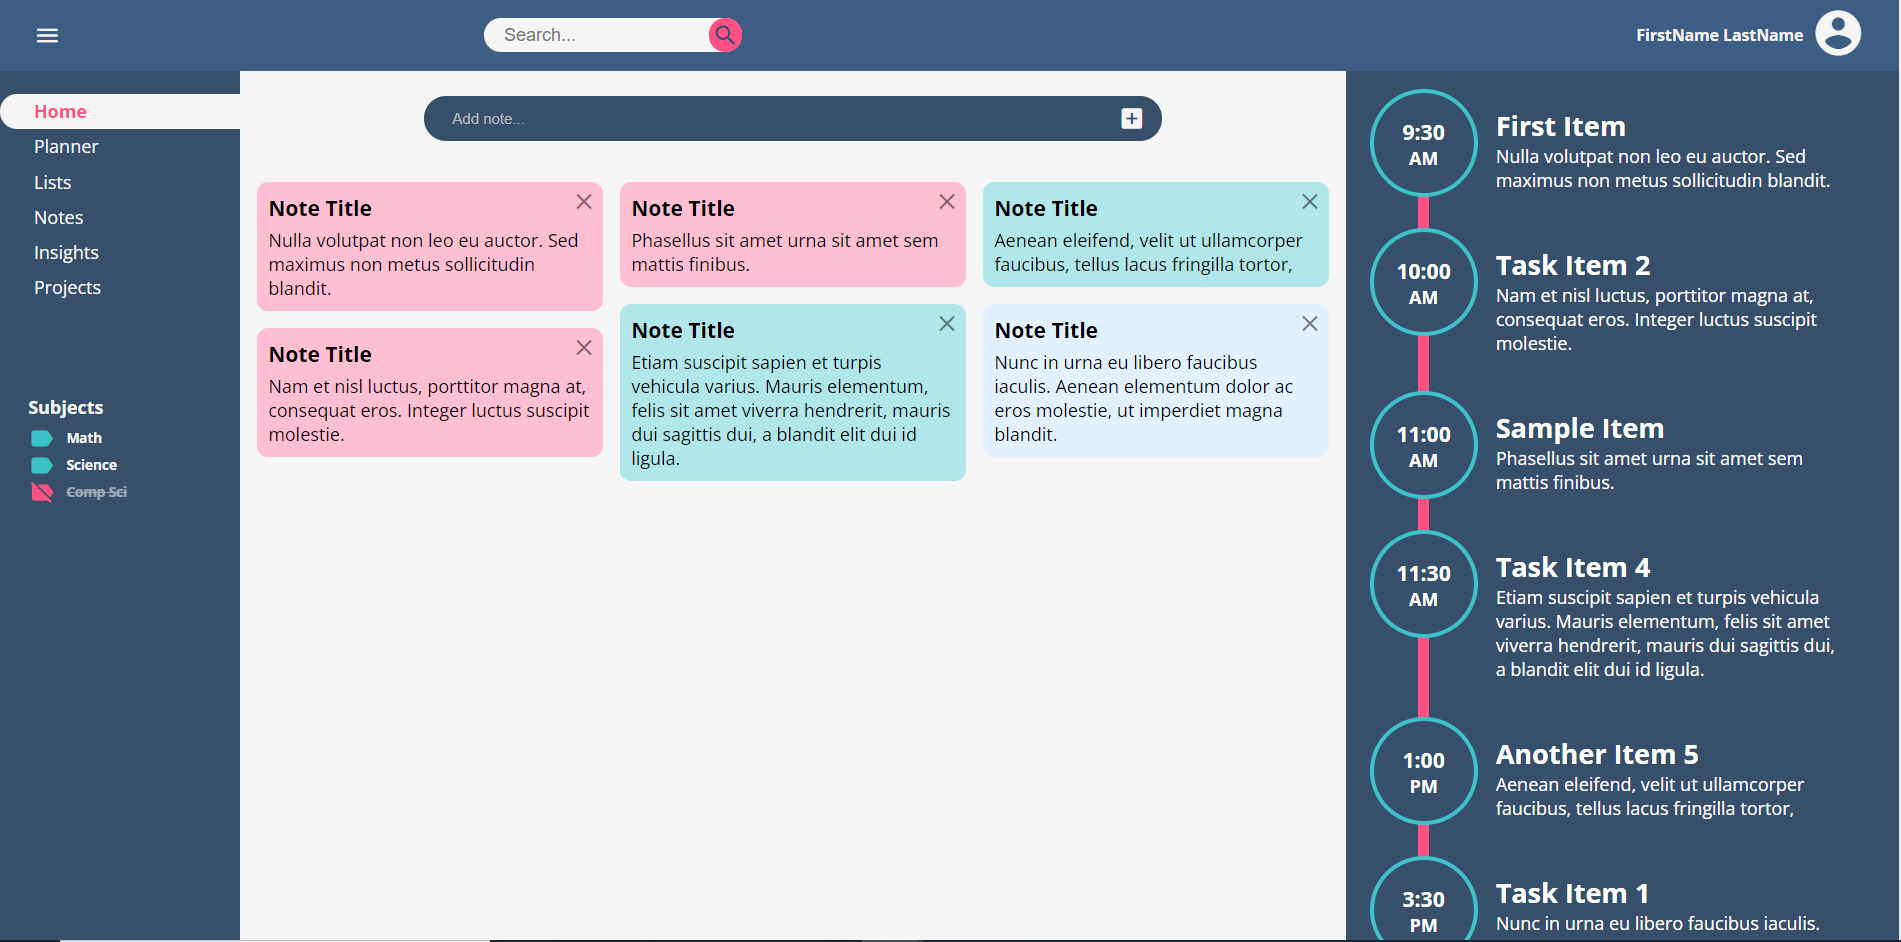 Search...
FirstName LastName
Home
Planner
Lists
Notes
Insights
Projects
Subjects
Math
Science
Comp Sci
Add note...
Note Title
Nulla volutpat non leo eu auctor. Sed
maximus non metus sollicitudin
blandit.
Note Title
Nam et nisl luctus, porttitor magna at,
consequat eros. Integer luctus suscipit
molestie.
Note Title
Phasellus sit amet urna sit amet sem
mattis finibus.
Note Title
Etiam suscipit sapien et turpis
vehicula varius. Mauris elementum,
felis sit amet viverra hendrerit, mauris
dui sagittis dui, a blandit elit dui id
ligula.
Note Title
Aenean eleifend, velit ut ullamcorper
faucibus, tellus lacus fringilla tortor,
Note Title
Nunc in urna eu libero faucibus
iaculis. Aenean elementum dolor ac
eros molestie, ut imperdiet magna
blandit.
9:30
AM
First Item
Nulla volutpat non leo eu auctor. Sed
maximus non metus sollicitudin blandit.
10:00
AM
Task Item 2
Nam et nisl luctus, porttitor magna at,
consequat eros. Integer luctus suscipit
molestie.
11:00
AM
Sample Item
Phasellus sit amet urna sit amet sem
mattis finibus.
11:30
AM
Task Item 4
Etiam suscipit sapien et turpis vehicula
varius. Mauris elementum, felis sit amet
viverra hendrerit, mauris dui sagittis dui,
a blandit elit dui id ligula.
1:00
PM
Another Item 5
Aenean eleifend, velit ut ullamcorper
faucibus, tellus lacus fringilla tortor,
3:30
PM
Task Item 1
Nunc in urna eu libero faucibus iaculis.